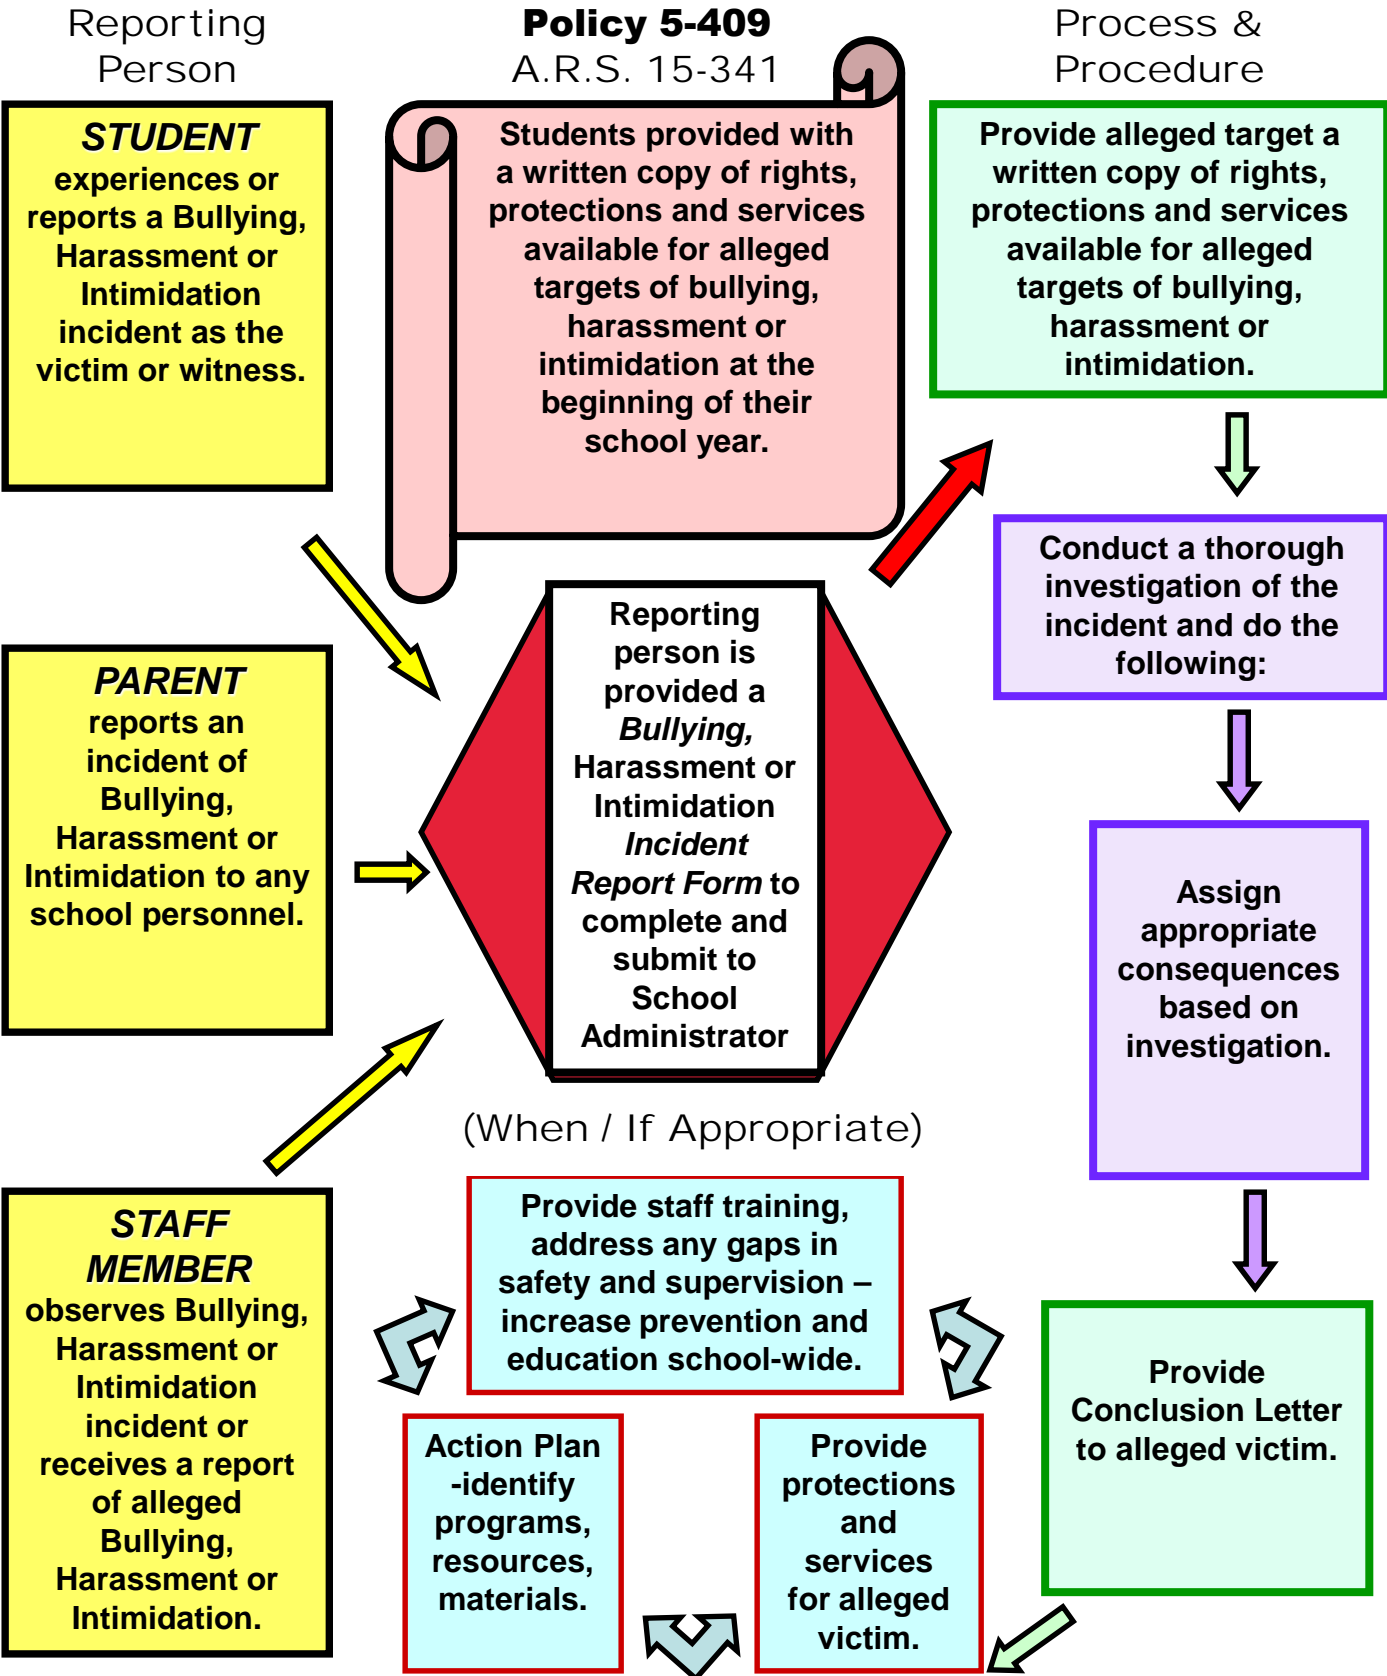 Reporting
Person
STUDENT
experiences or
reports a Bullying,
Harassment or
Intimidation
incident as the
victim or witness.
PARENT
reports an
incident of
Bullying,
Harassment or
Intimidation to any
school personnel.
STAFF
MEMBER
observes Bullying,
Harassment or
Intimidation
incident or
receives a report
of alleged
Bullying,
Harassment or
Intimidation.
Policy 5-409
A.R.S. 15-341
Students provided with
a written copy of rights,
protections and services
available for alleged
targets of bullying,
harassment or
intimidation at the
beginning of their
school year.
Reporting
person is
provided a
Bullying,
Harassment or
Intimidation
Incident
Report Form to
complete and
submit to
School
Administrator
Process &
Procedure
Provide alleged target a
written copy of rights,
protections and services
available for alleged
targets of bullying,
harassment or
intimidation.
Conduct a thorough
investigation of the
incident and do the
following:
Assign
appropriate
consequences
based on
investigation.
Provide
Conclusion Letter
to alleged victim.
(When / If Appropriate)
Provide staff training,
address any gaps in
safety and supervision –
increase prevention and
education school-wide.
Action Plan
-identify
programs,
resources,
materials.
Provide
protections
and
services
for alleged
victim.